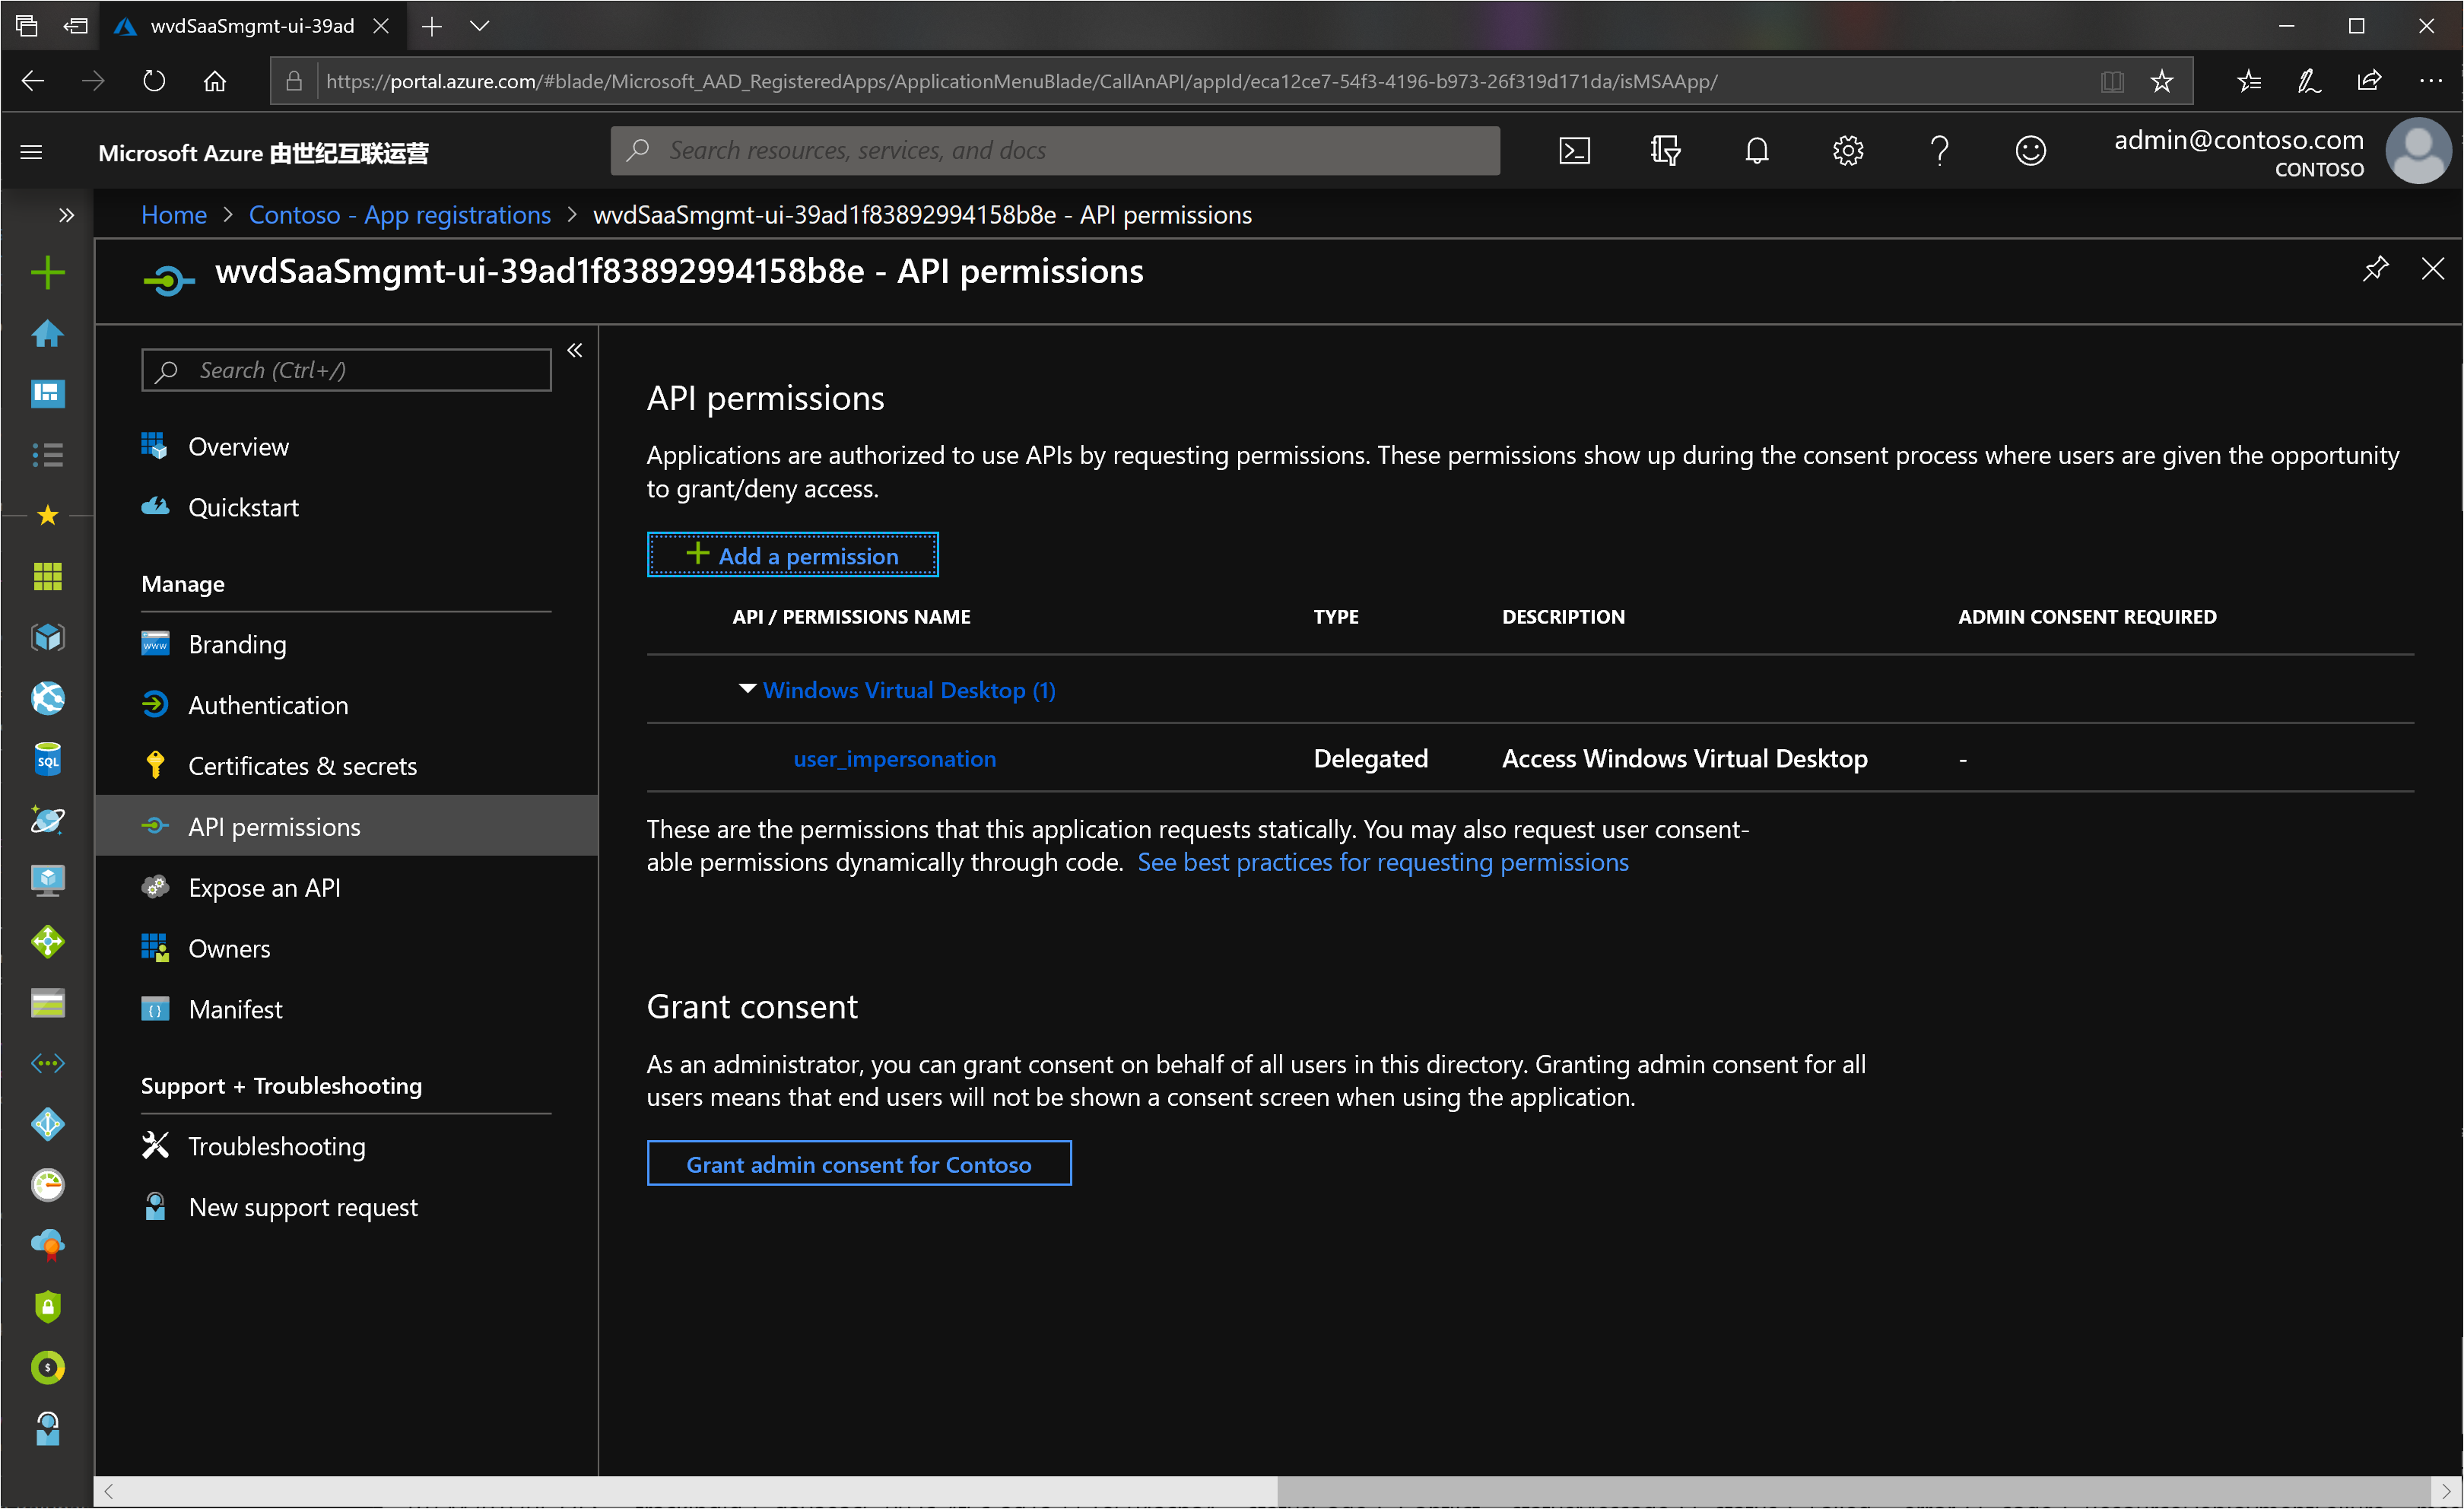 wvdSaaSmgmt-ui-39ad
https://portal.azure.com/#blade/Microsoft_AAD_RegisteredApps/ApplicationMenuBlade/CallAnAPI/appId/eca12ce7-54f3-4196-b973-26f319d171da/isMSAApp/
Microsoft Azure 由世纪互联运营
Search resources, services, and docs
admin@contoso.com
CONTOSO
Home > Contoso - App registrations > wvdSaaSmgmt-ui-39ad1f83892994158b8e - API permissions
wvdSaaSmgmt-ui-39ad1f83892994158b8e - API permissions
Search (Ctrl+/)
Overview
Quickstart
Manage
Branding
Authentication
Certificates & secrets
API permissions
Expose an API
Owners
Manifest
Support + Troubleshooting
Troubleshooting
New support request
API permissions
Applications are authorized to use APIs by requesting permissions. These permissions show up during the consent process where users are given the opportunity
to grant/deny access.
Add a permission
API / PERMISSIONS NAME TYPE DESCRIPTION ADMIN CONSENT REQUIRED
Windows Virtual Desktop (1)
user_impersonation Delegated Access Windows Virtual Desktop -
These are the permissions that this application requests statically. You may also request user consent-
able permissions dynamically through code. See best practices for requesting permissions
Grant consent
As an administrator, you can grant consent on behalf of all users in this directory. Granting admin consent for all
users means that end users will not be shown a consent screen when using the application.
Grant admin consent for Contoso